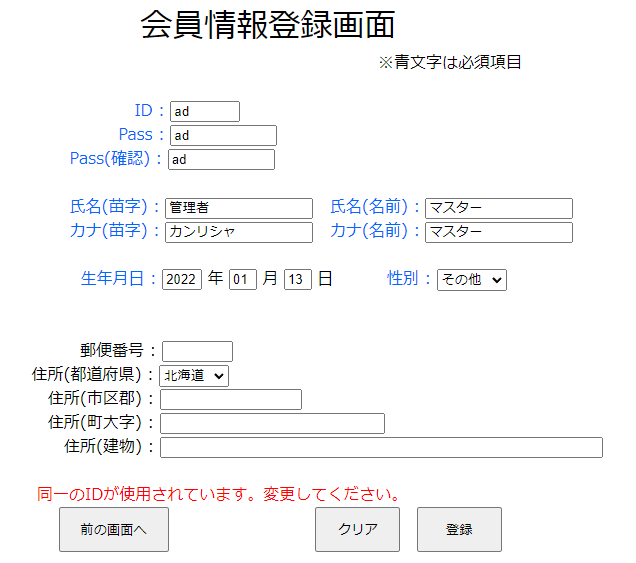 会員情報登録画面
※青文字は必須項目
ID : ad
Pass : ad
Pass(確認) : ad
氏名(苗字) : 管理者 氏名(名前) : マスター
カナ(苗字) : カンリシャ カナ(名前) : マスター
生年月日 : 2022 年 01 月 13 日 性別 : その他
郵便番号 :
住所(都道府県) : 北海道
住所(市区郡) :
住所(町大字) :
住所(建物) :
同一のIDが使用されています。変更してください。
前の画面へ クリア 登録